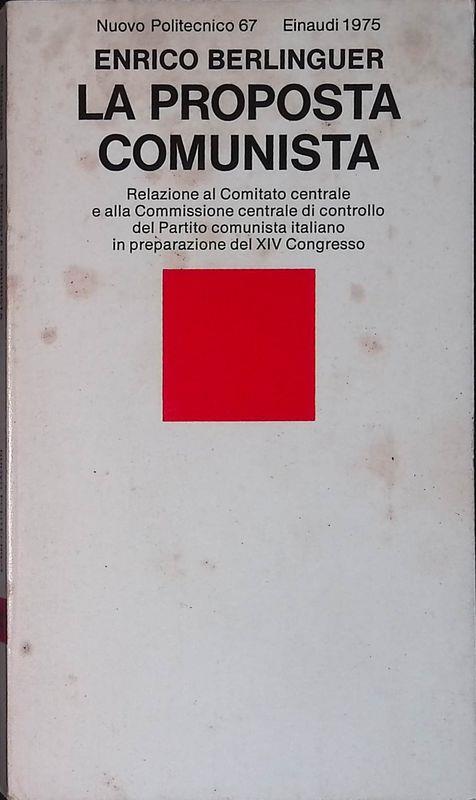 Nuovo Politecnico 67 Einaudi 1975
ENRICO BERLINGUER
LA PROPOSTA
COMUNISTA
Relazione al Comitato centrale
e alla Commissione centrale di controllo
del Partito comunista italiano
in preparazione del XIV Congresso